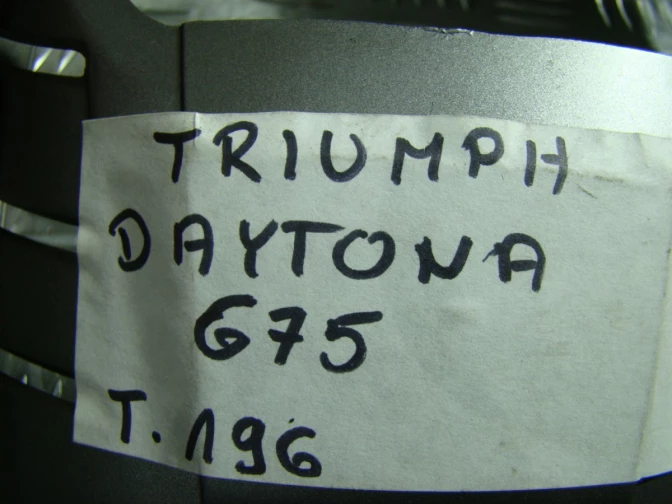 TRIUMPH
DAYTONA
675
T. 196